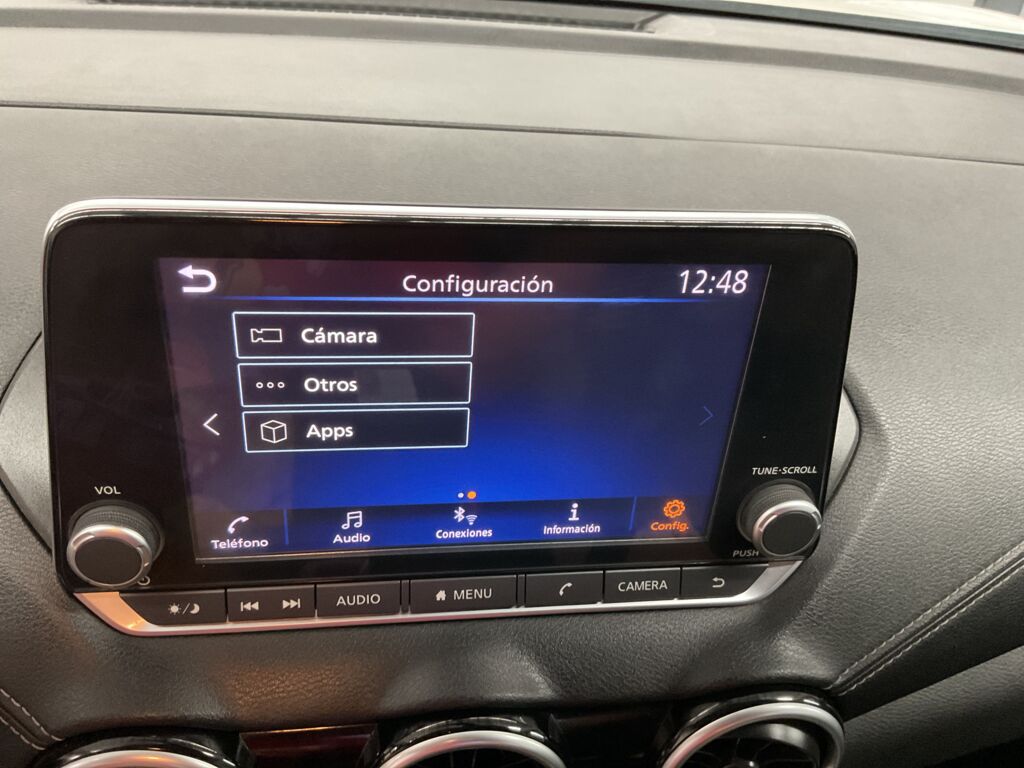 Configuración
12:48
Cámara
Otros
Apps
Teléfono
Audio
Conexiones
Información
Config.
VOL
TUNE·SCROLL
PUSH
AUDIO
MENU
CAMERA